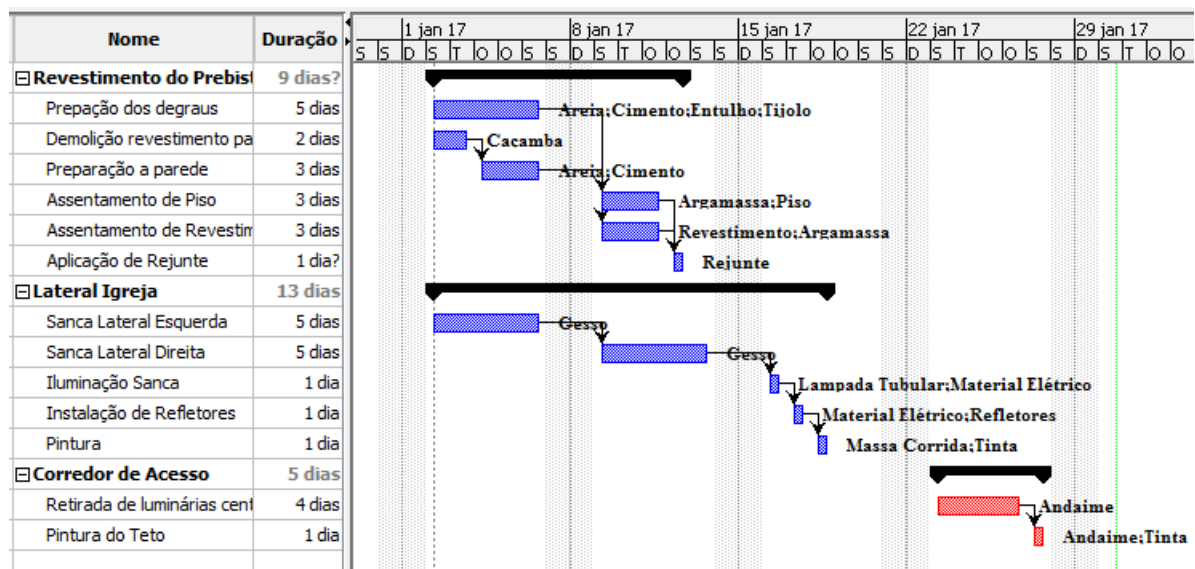 Nome Duração
1 jan 17 8 jan 17 15 jan 17 22 jan 17 29 jan 17
S S D S T O O S S D S T O O S S D S T O O S S D S T O O S S D S T O O
Revestimento do Prebist 9 dias?
Prepação dos degraus 5 dias Areia;Cimento;Entulho;Tijolo
Demolição revestimento pa 2 dias Caçamba
Preparação a parede 3 dias Areia;Cimento
Assentamento de Piso 3 dias Argamassa;Piso
Assentamento de Revestim 3 dias Revestimento;Argamassa
Aplicação de Rejunte 1 dia? Rejunte
Lateral Igreja 13 dias
Sanca Lateral Esquerda 5 dias Gesso
Sanca Lateral Direita 5 dias Gesso
Iluminação Sanca 1 dia Lampada Tubular;Material Elétrico
Instalação de Refletores 1 dia Material Elétrico;Refletores
Pintura 1 dia Massa Corrida;Tinta
Corredor de Acesso 5 dias
Retirada de luminárias cent 4 dias Andaime
Pintura do Teto 1 dia Andaime;Tinta